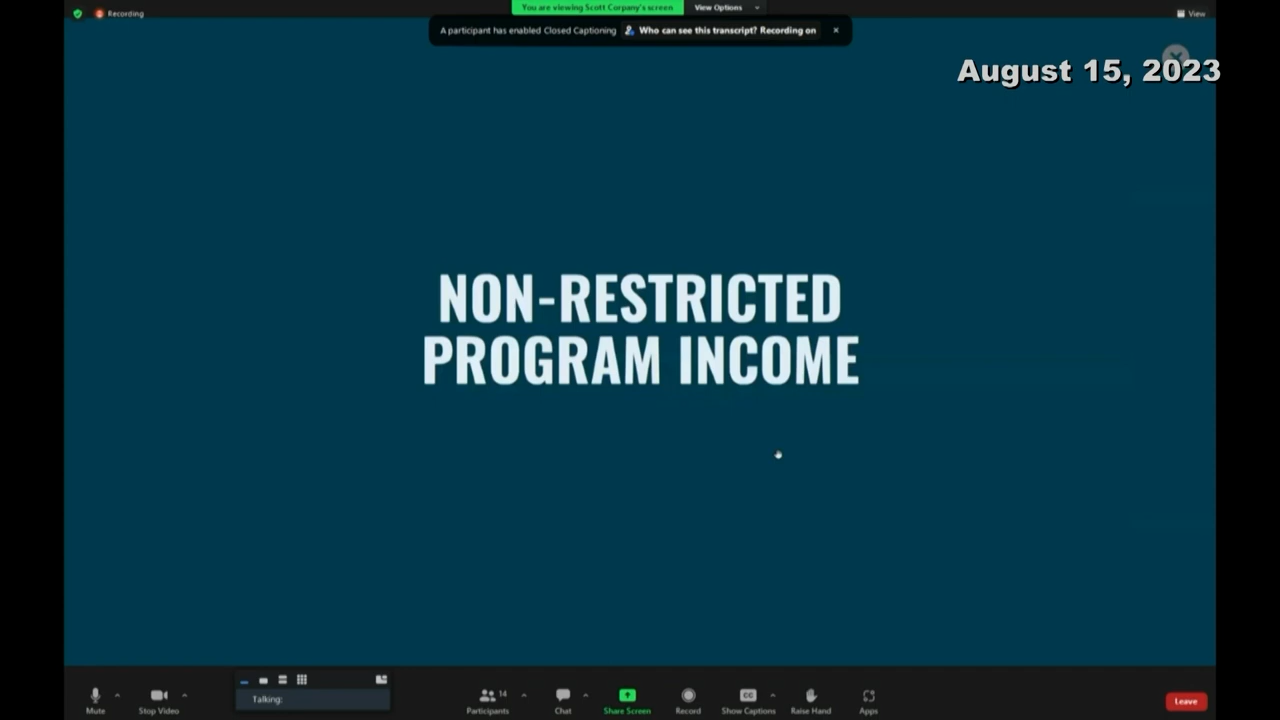 You are viewing Scott Corpany's screen
View Options
Recording
View
A participant has enabled Closed Captioning
Who can see this transcript? Recording on
August 15, 2023
NON-RESTRICTED
PROGRAM INCOME
Talking:
14
Mute
Stop Video
Participants
Chat
Share Screen
CC
Record
Show Captions
Raise Hand
Apps
Leave